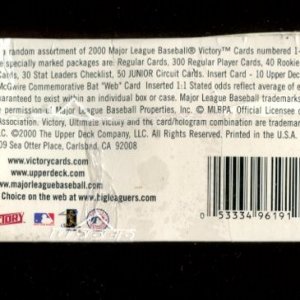 y random assortment of 2000 Major League Baseball® Victory™ Cards numbered 1-
e specially marked packages are: Regular Cards, 300 Regular Player Cards, 40 Rookie
Cards, 30 Stat Leaders Checklist, 50 JUNIOR Circuit Cards. Insert Card - 10 Upper Deck
McGwire Commemorative Bat "Web" Card Inserted 1:1 Stated odds reflect average of e
guaranteed to exist within an individual box or case. Major League Baseball trademarks
e permission of Major League Baseball Properties, Inc. © MLBPA. Official Licensee of
Association. Victory, Ultimate Victory and the card/hologram combination are tradem
©2000 The Upper Deck Company, LLC. All Rights Reserved. Printed in the U.S.A.
09 Sea Otter Place, Carlsbad, CA 92008
www.victorycards.com
www.upperdeck.com
www.majorleaguebaseball.com
Choice on the web at www.bigleaguers.com
VICTORY
0 53334 96191